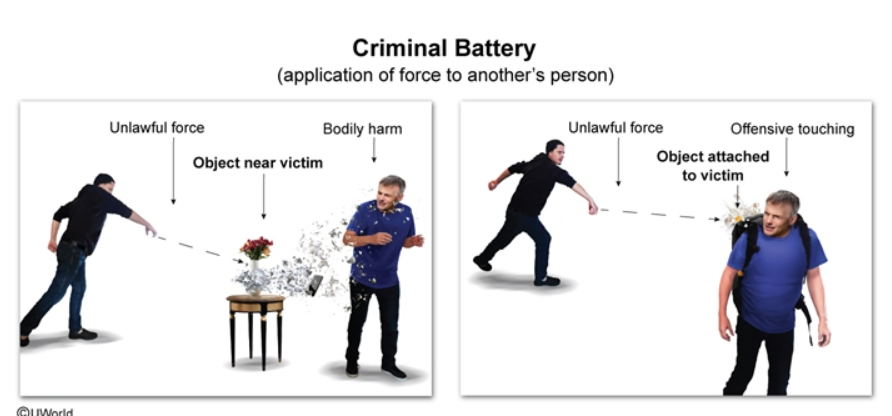 Criminal Battery
(application of force to another's person)
Unlawful force
Bodily harm
Object near victim
Unlawful force
Offensive touching
Object attached
to victim
©UWorld